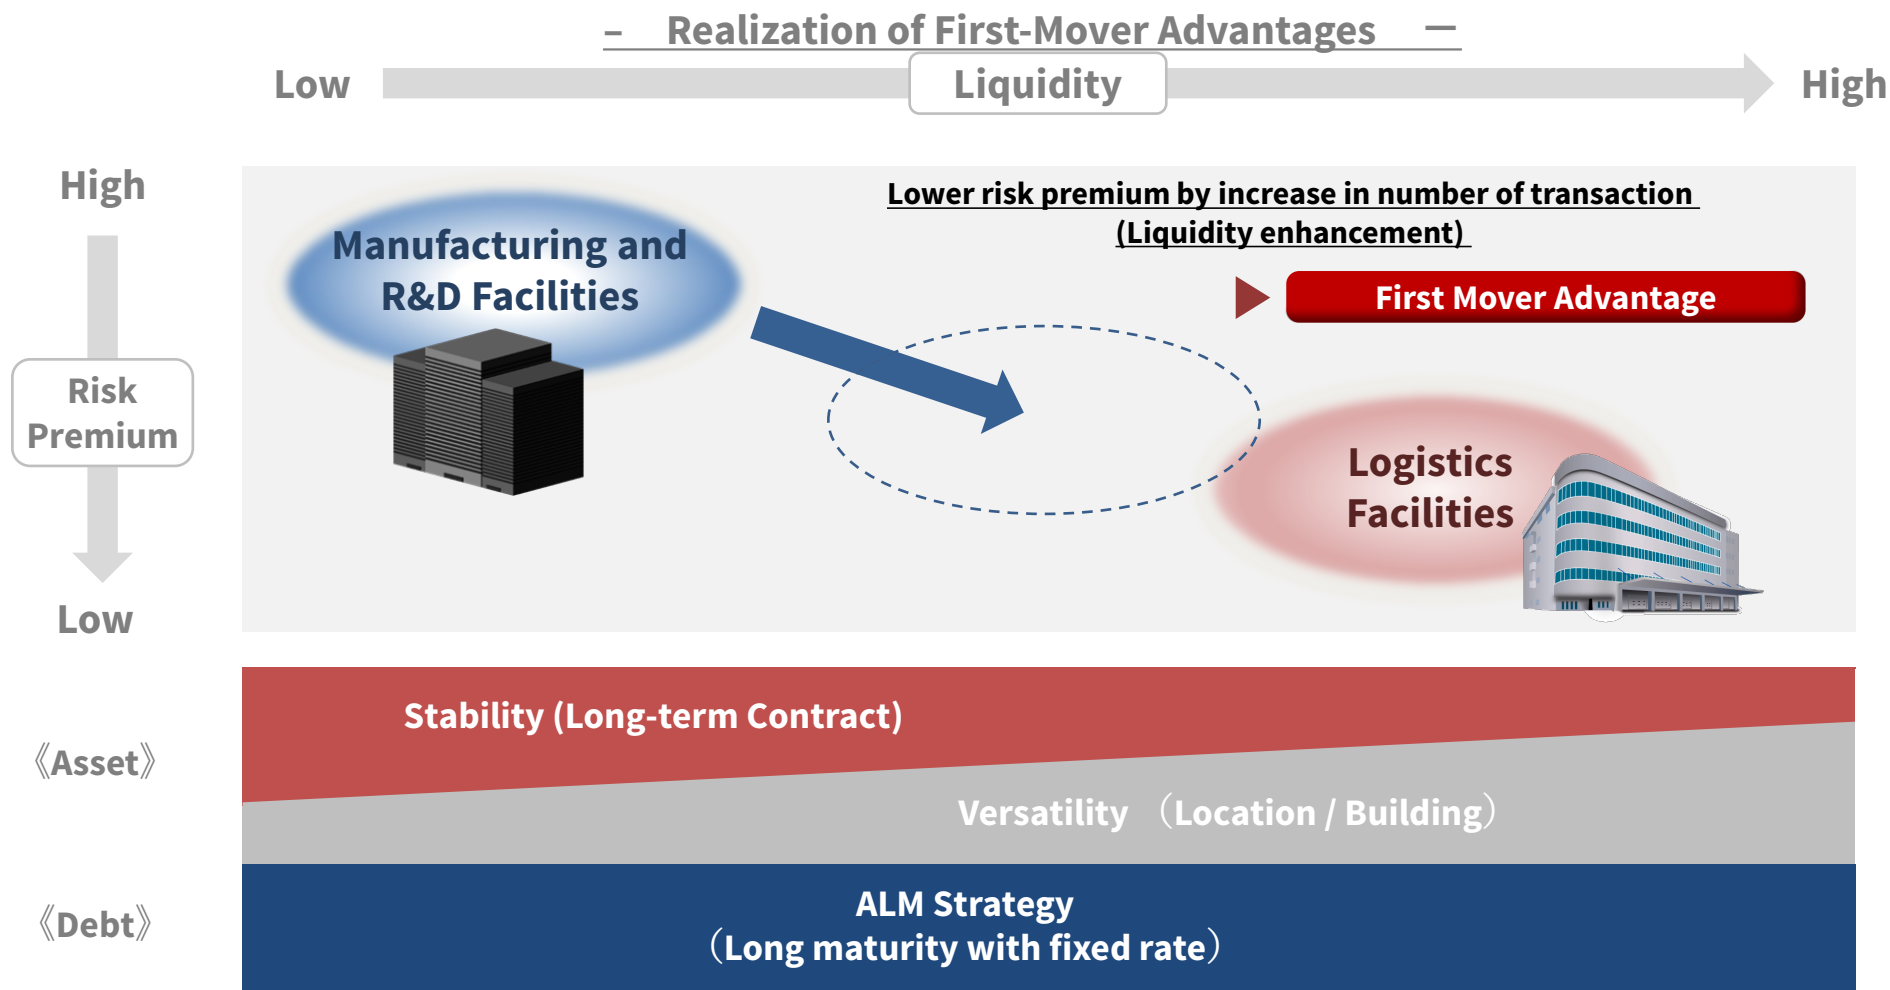 – Realization of First-Mover Advantages —
Low
Liquidity
High
High
Risk
Premium
Low
Manufacturing and
R&D Facilities
Lower risk premium by increase in number of transaction
(Liquidity enhancement)
First Mover Advantage
Logistics
Facilities
《Asset》
Stability (Long-term Contract)
Versatility （Location / Building）
《Debt》
ALM Strategy
（Long maturity with fixed rate）